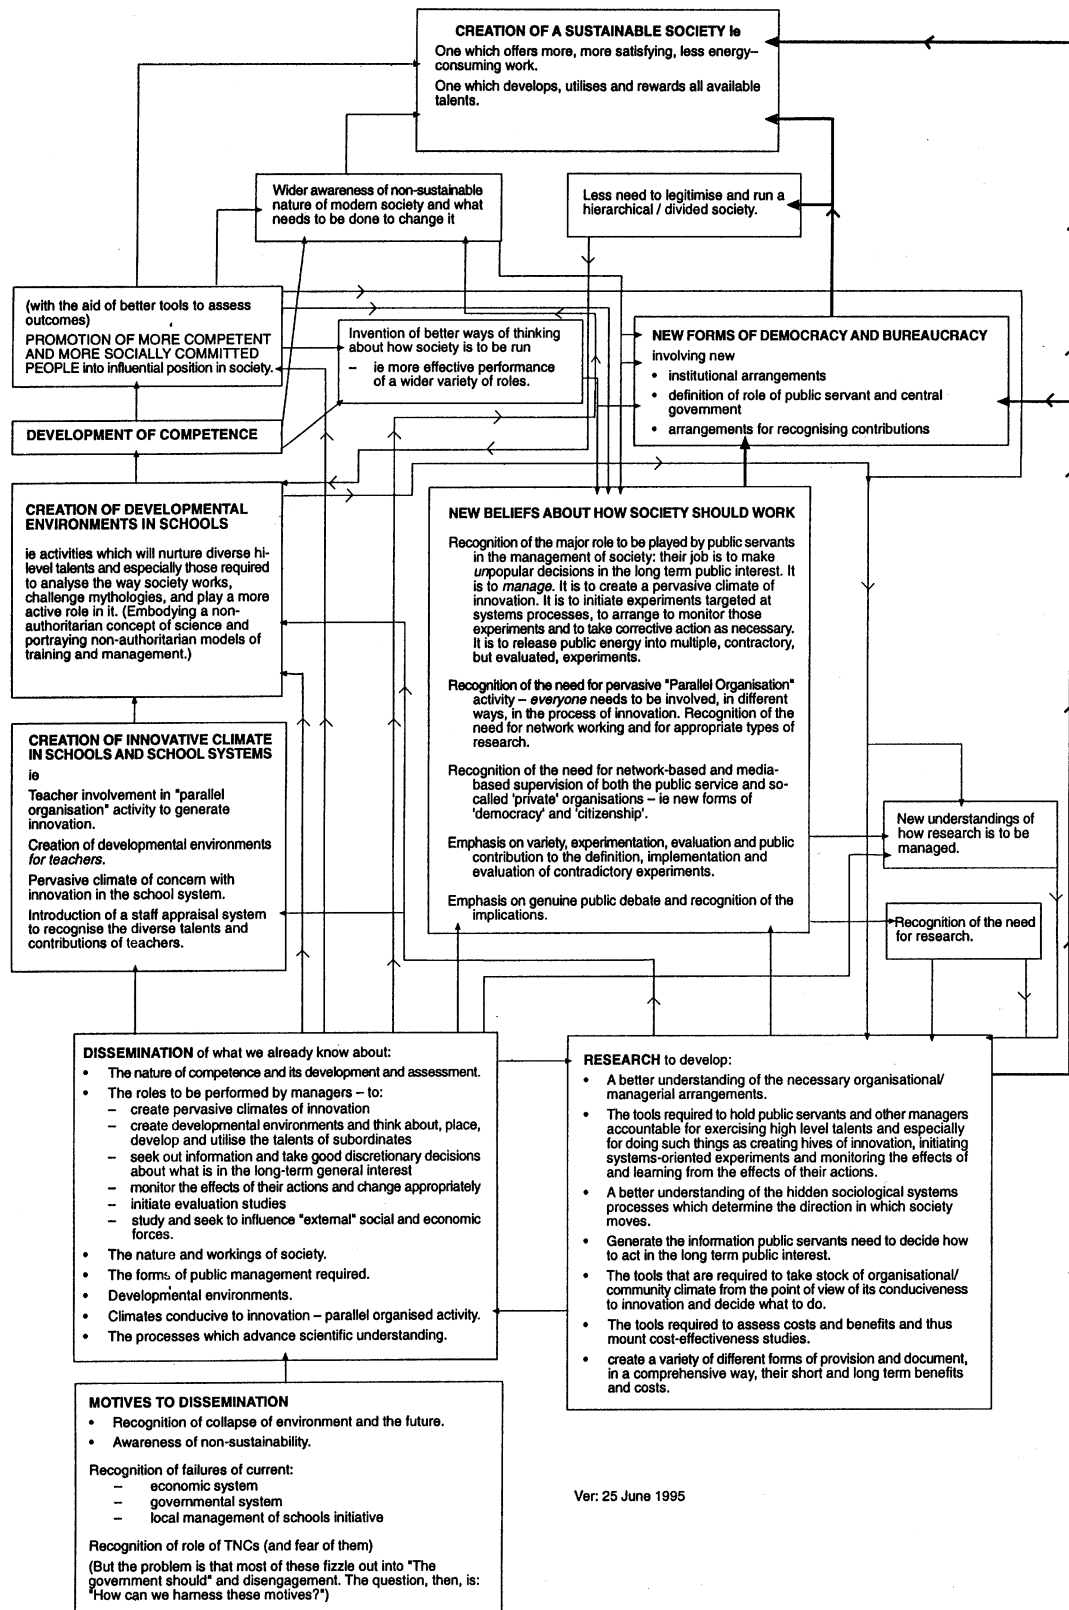 CREATION OF A SUSTAINABLE SOCIETY ie
One which offers more, more satisfying, less energy–
consuming work.
One which develops, utilises and rewards all available
talents.
Wider awareness of non-sustainable
nature of modern society and what
needs to be done to change it
Less need to legitimise and run a
hierarchical / divided society.
(with the aid of better tools to assess
outcomes)
PROMOTION OF MORE COMPETENT
AND MORE SOCIALLY COMMITTED
PEOPLE into influential position in society.
Invention of better ways of thinking
about how society is to be run
– ie more effective performance
of a wider variety of roles.
NEW FORMS OF DEMOCRACY AND BUREAUCRACY
involving new
• institutional arrangements
• definition of role of public servant and central
government
• arrangements for recognising contributions
DEVELOPMENT OF COMPETENCE
CREATION OF DEVELOPMENTAL
ENVIRONMENTS IN SCHOOLS
ie activities which will nurture diverse hi-
level talents and especially those required
to analyse the way society works,
challenge mythologies, and play a more
active role in it. (Embodying a non-
authoritarian concept of science and
portraying non-authoritarian models of
training and management.)
NEW BELIEFS ABOUT HOW SOCIETY SHOULD WORK
Recognition of the major role to be played by public servants
in the management of society: their job is to make
unpopular decisions in the long term public interest. It
is to manage. It is to create a pervasive climate of
innovation. It is to initiate experiments targeted at
systems processes, to arrange to monitor those
experiments and to take corrective action as necessary.
It is to release public energy into multiple, contractory,
but evaluated, experiments.
Recognition of the need for pervasive "Parallel Organisation"
activity – everyone needs to be involved, in different
ways, in the process of innovation. Recognition of the
need for network working and for appropriate types of
research.
Recognition of the need for network-based and media-
based supervision of both the public service and so-
called 'private' organisations – ie new forms of
'democracy' and 'citizenship'.
Emphasis on variety, experimentation, evaluation and public
contribution to the definition, implementation and
evaluation of contradictory experiments.
Emphasis on genuine public debate and recognition of the
implications.
CREATION OF INNOVATIVE CLIMATE
IN SCHOOLS AND SCHOOL SYSTEMS
ie
Teacher involvement in "parallel
organisation" activity to generate
innovation.
Creation of developmental environments
for teachers.
Pervasive climate of concern with
innovation in the school system.
Introduction of a staff appraisal system
to recognise the diverse talents and
contributions of teachers.
New understandings of
how research is to be
managed.
Recognition of the need
for research.
DISSEMINATION of what we already know about:
• The nature of competence and its development and assessment.
• The roles to be performed by managers – to:
– create pervasive climates of innovation
– create developmental environments and think about, place,
develop and utilise the talents of subordinates
– seek out information and take good discretionary decisions
about what is in the long-term general interest
– monitor the effects of their actions and change appropriately
– initiate evaluation studies
– study and seek to influence "external" social and economic
forces.
• The nature and workings of society.
• The forms of public management required.
• Developmental environments.
• Climates conducive to innovation – parallel organised activity.
• The processes which advance scientific understanding.
RESEARCH to develop:
• A better understanding of the necessary organisational/
managerial arrangements.
• The tools required to hold public servants and other managers
accountable for exercising high level talents and especially
for doing such things as creating hives of innovation, initiating
systems-oriented experiments and monitoring the effects of
and learning from the effects of their actions.
• A better understanding of the hidden sociological systems
processes which determine the direction in which society
moves.
• Generate the information public servants need to decide how
to act in the long term public interest.
• The tools that are required to take stock of organisational/
community climate from the point of view of its conduciveness
to innovation and decide what to do.
• The tools required to assess costs and benefits and thus
mount cost-effectiveness studies.
• create a variety of different forms of provision and document,
in a comprehensive way, their short and long term benefits
and costs.
MOTIVES TO DISSEMINATION
• Recognition of collapse of environment and the future.
• Awareness of non-sustainability.
Recognition of failures of current:
– economic system
– governmental system
– local management of schools initiative
Recognition of role of TNCs (and fear of them)
(But the problem is that most of these fizzle out into "The
government should" and disengagement. The question, then, is:
"How can we harness these motives?")
Ver: 25 June 1995